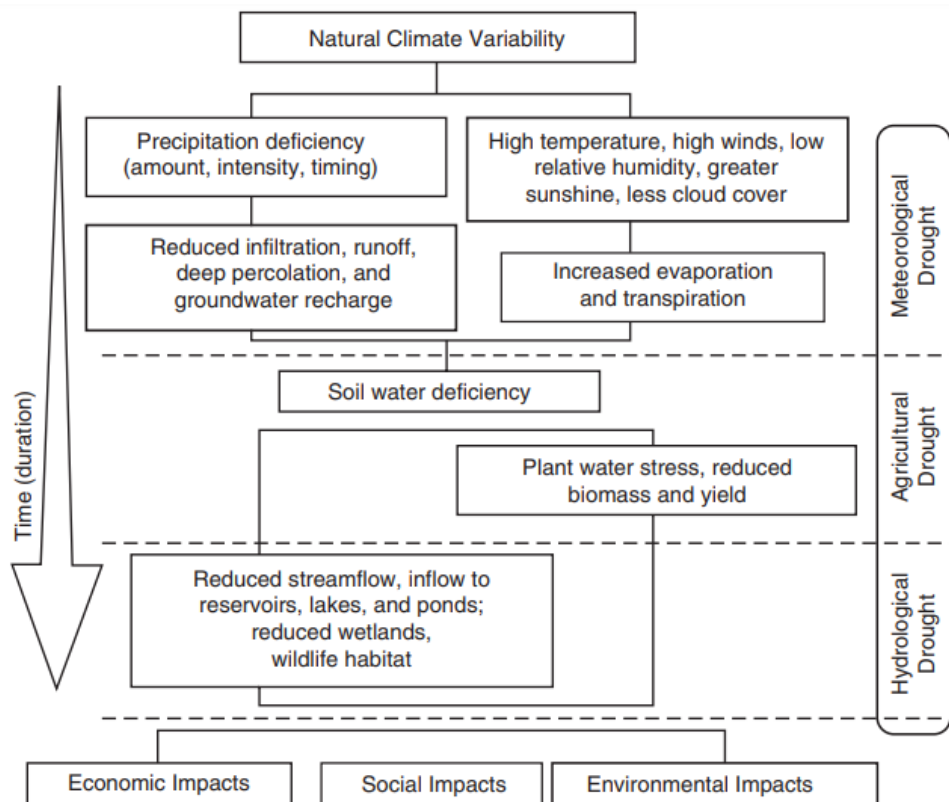 Natural Climate Variability
Precipitation deficiency
(amount, intensity, timing)
High temperature, high winds, low
relative humidity, greater
sunshine, less cloud cover
Reduced infiltration, runoff,
deep percolation, and
groundwater recharge
Increased evaporation
and transpiration
Meteorological
Drought
Soil water deficiency
Plant water stress, reduced
biomass and yield
Agricultural
Drought
Time (duration)
Reduced streamflow, inflow to
reservoirs, lakes, and ponds;
reduced wetlands,
wildlife habitat
Hydrological
Drought
Economic Impacts
Social Impacts
Environmental Impacts